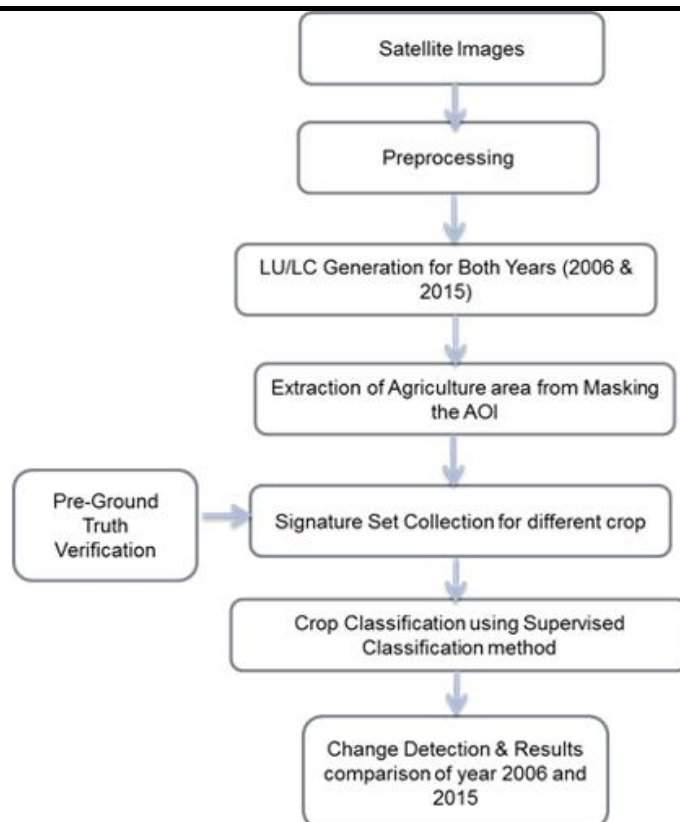 Satellite Images
Preprocessing
LU/LC Generation for Both Years (2006 &
2015)
Extraction of Agriculture area from Masking
the AOI
Pre-Ground
Truth
Verification
Signature Set Collection for different crop
Crop Classification using Supervised
Classification method
Change Detection & Results
comparison of year 2006 and
2015